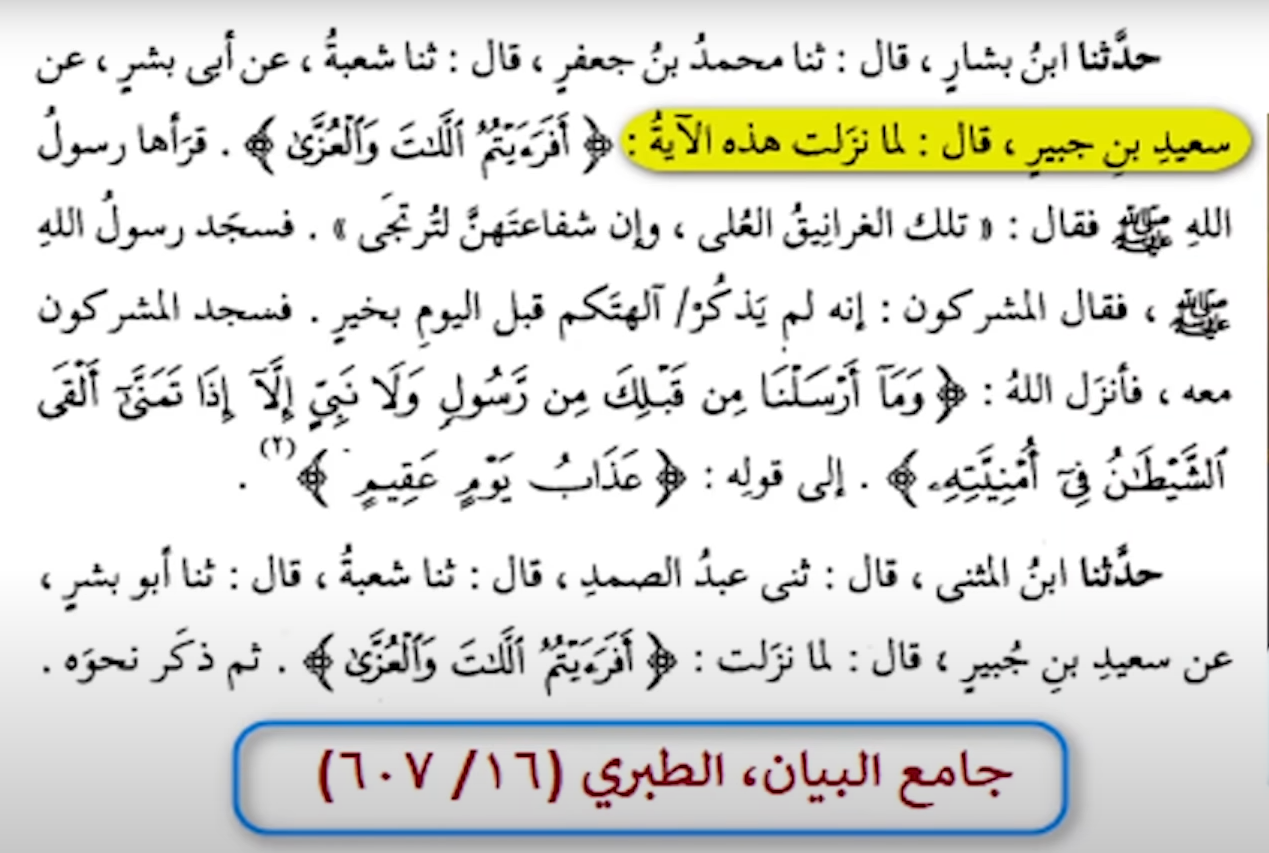 حدَّثنا ابنُ بشارٍ ، قال : ثنا محمدُ بنُ جعفرٍ ، قال : ثنا شعبةُ ، عن أبى بشرٍ ، عن
سعيدِ بنِ جبيرٍ ، قال : لما نزَلت هذه الآيةُ : ﴿ أَفَرَءَيْتُمُ ٱللَّٰتَ وَٱلْعُزَّىٰ ﴾ . قرَأها رسولُ
اللهِ ﷺ فقال : « تلك الغرانِيقُ العُلى ، وإن شفاعتَهنَّ لتُرتجَى » . فسجَد رسولُ اللهِ
ﷺ ، فقال المشركون : إنه لم يَذكُرْ/ آلهتَكم قبل اليومِ بخيرٍ . فسجد المشركون
معه ، فأنزَل اللهُ : ﴿ وَمَآ أَرْسَلْنَا مِن قَبْلِكَ مِن رَّسُولٍ وَلَا نَبِيٍّ إِلَّآ إِذَا تَمَنَّىٰٓ أَلْقَى
ٱلشَّيْطَٰنُ فِىٓ أُمْنِيَّتِهِۦ ﴾ . إلى قولِه : ﴿ عَذَابُ يَوْمٍ عَقِيمٍ ﴾ (٢) .
حدَّثنا ابنُ المثنى ، قال : ثنى عبدُ الصمدِ ، قال : ثنا شعبةُ ، قال : ثنا أبو بشرٍ ،
عن سعيدِ بنِ جُبيرٍ ، قال : لما نزَلت : ﴿ أَفَرَءَيْتُمُ ٱللَّٰتَ وَٱلْعُزَّىٰ ﴾ . ثم ذكَر نحوَه .
جامع البيان، الطبري (١٦/ ٦٠٧)